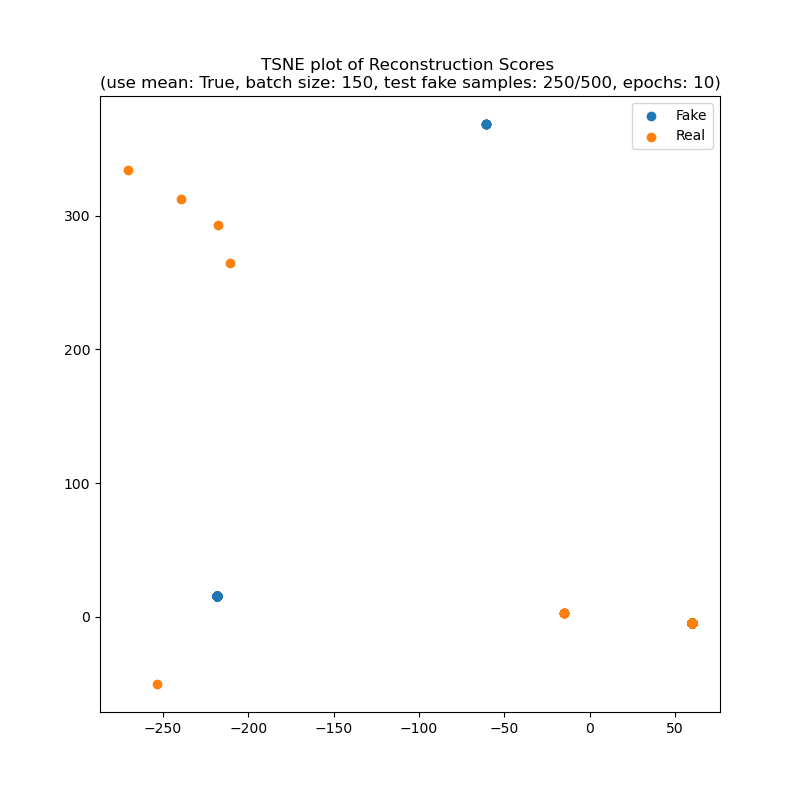 TSNE plot of Reconstruction Scores
(use mean: True, batch size: 150, test fake samples: 250/500, epochs: 10)
Fake
Real
300
200
100
0
−250
−200
−150
−100
−50
0
50